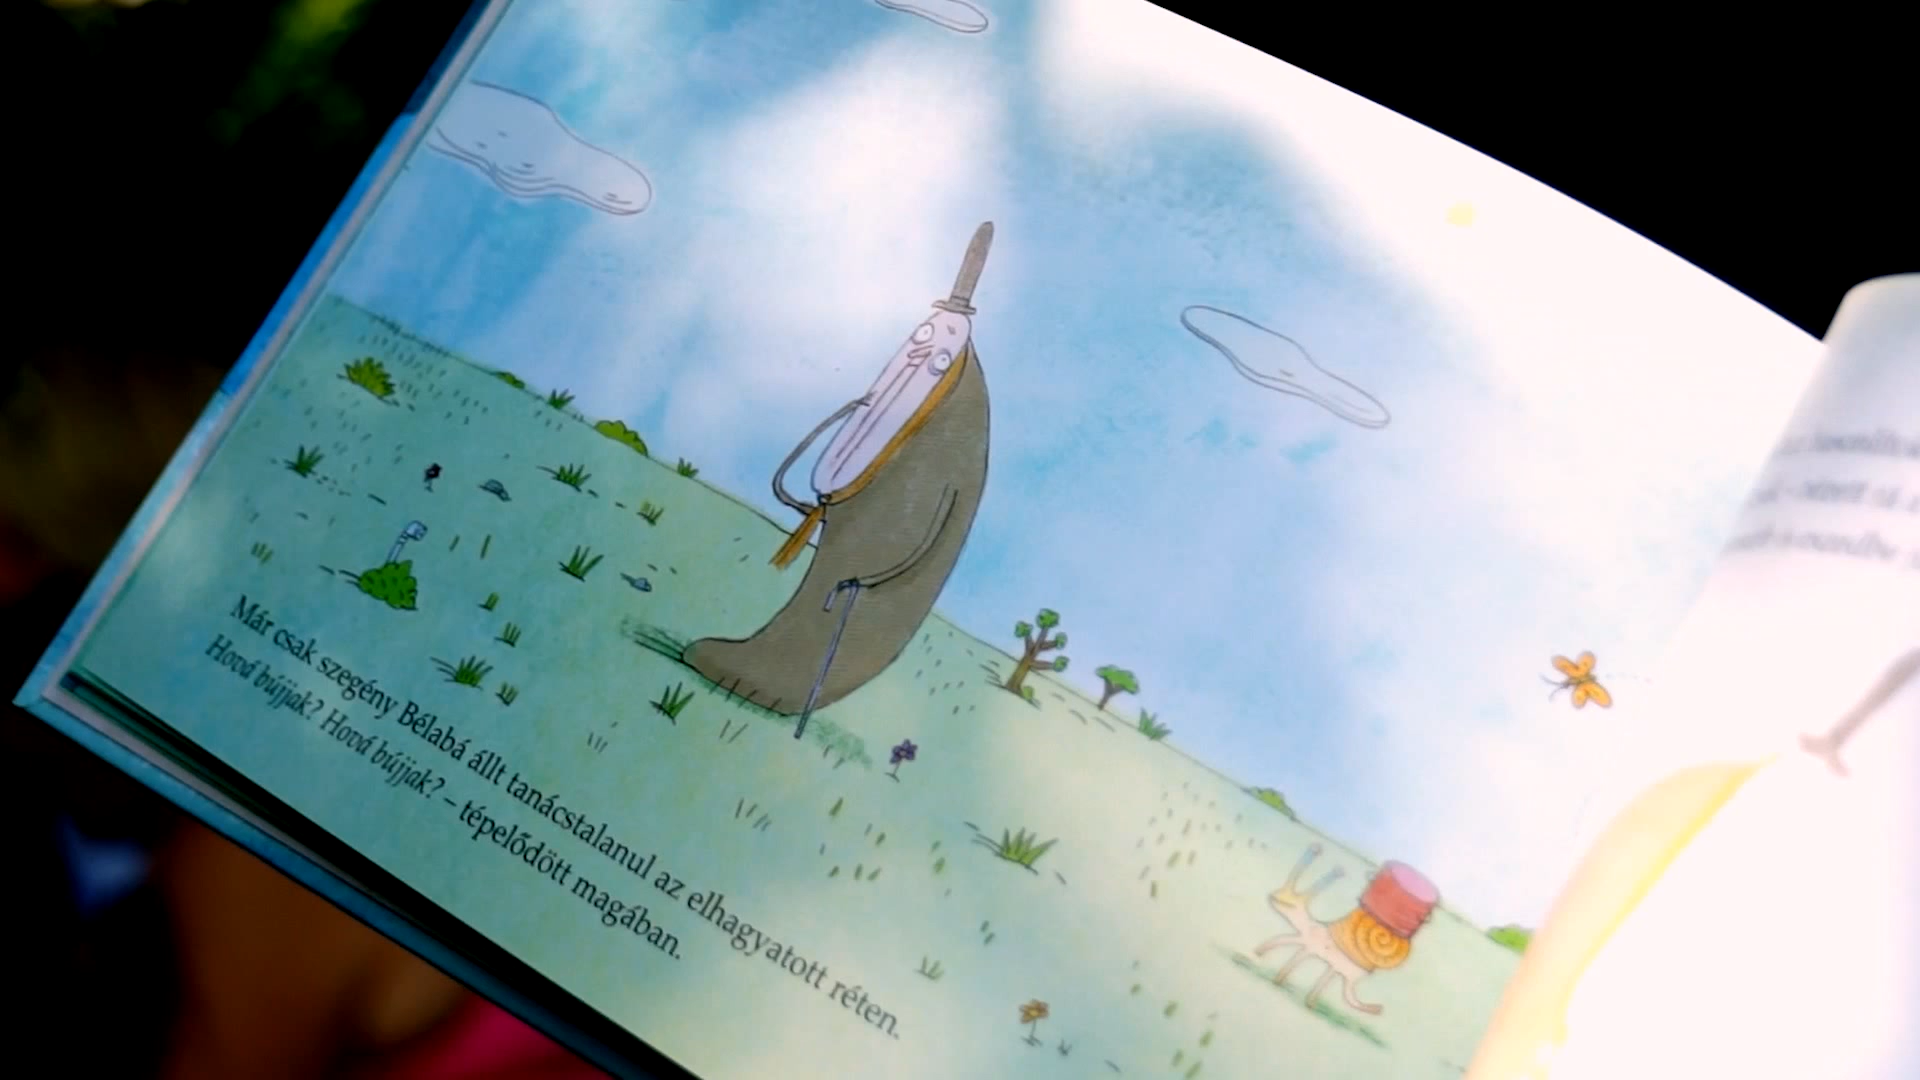 Már csak szegény Bélabá állt tanácstalanul az elhagyatott réten.
Hová bújjak? Hová bújjak? – tépelődött magában.